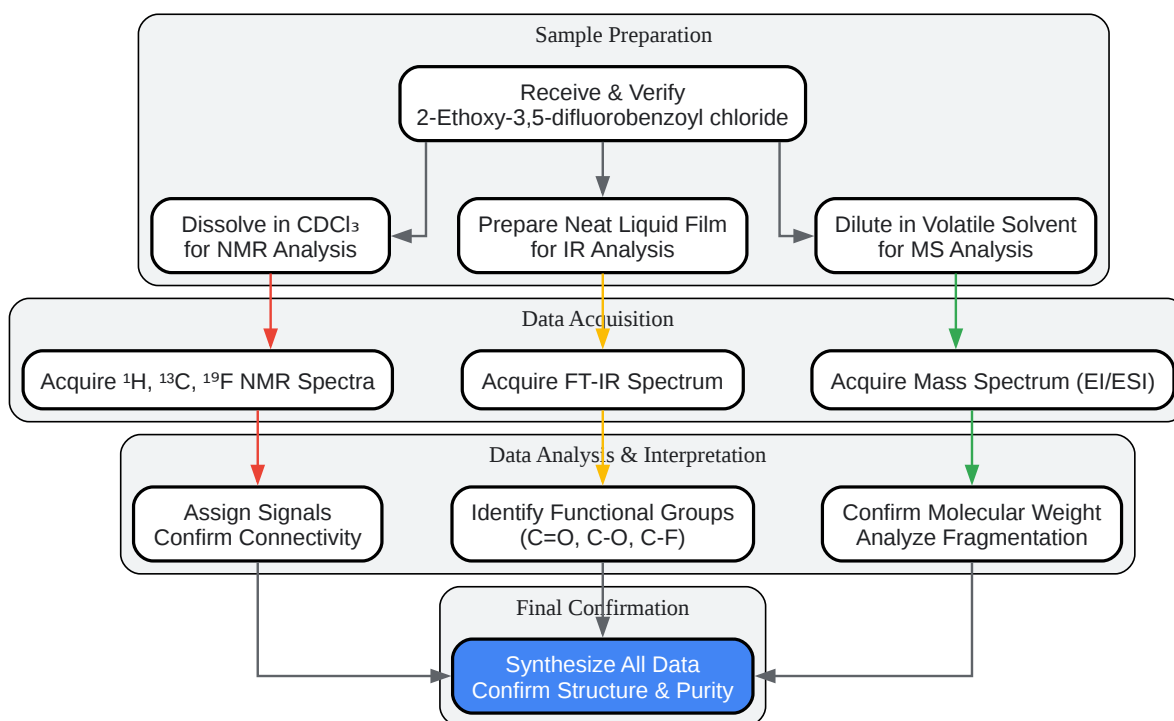 Sample Preparation
Receive & Verify
2-Ethoxy-3,5-difluorobenzoyl chloride
Dissolve in CDCl₃
for NMR Analysis
Prepare Neat Liquid Film
for IR Analysis
Dilute in Volatile Solvent
for MS Analysis
Data Acquisition
Acquire ¹H, ¹³C, ¹⁹F NMR Spectra
Acquire FT-IR Spectrum
Acquire Mass Spectrum (EI/ESI)
Data Analysis & Interpretation
Assign Signals
Confirm Connectivity
Identify Functional Groups
(C=O, C-O, C-F)
Confirm Molecular Weight
Analyze Fragmentation
Final Confirmation
Synthesize All Data
Confirm Structure & Purity